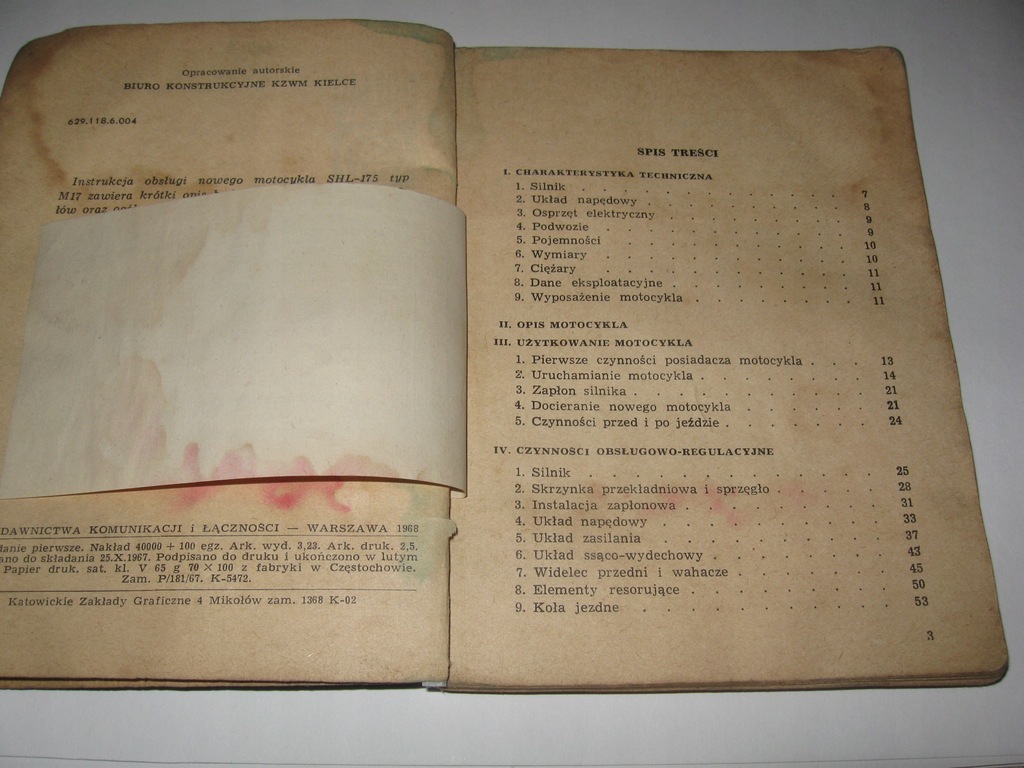 Opracowanie autorskie
BIURO KONSTRUKCYJNE KZWM KIELCE
629.118.6.004
Instrukcja obsługi nowego motocykla SHL-175 typ
M17 zawiera krótki
łów oraz
DAWNICTWA KOMUNIKACJI i ŁĄCZNOŚCI — WARSZAWA 1968
anie pierwsze. Nakład 40000 + 100 egz. Ark. wyd. 3,23. Ark. druk. 2,5.
ano do składania 25.X.1967. Podpisano do druku i ukończono w lutym
Papier druk. sat. kl. V 65 g 70 × 100 z fabryki w Częstochowie.
Zam. P/181/67. K-5472.
Katowickie Zakłady Graficzne 4 Mikołów zam. 1368 K-02
SPIS TREŚCI
I. CHARAKTERYSTYKA TECHNICZNA
1. Silnik . . . . . . . . . . 7
2. Układ napędowy . . . . . . . . 8
3. Osprzęt elektryczny . . . . . . . . 9
4. Podwozie . . . . . . . . . . 9
5. Pojemności . . . . . . . . . 10
6. Wymiary . . . . . . . . . . 10
7. Ciężary . . . . . . . . . . 11
8. Dane eksploatacyjne . . . . . . . 11
9. Wyposażenie motocykla . . . . . . . 11
II. OPIS MOTOCYKLA
III. UŻYTKOWANIE MOTOCYKLA
1. Pierwsze czynności posiadacza motocykla . . . 13
2. Uruchamianie motocykla . . . . . . . 14
3. Zapłon silnika . . . . . . . . . 21
4. Docieranie nowego motocykla . . . . . . 21
5. Czynności przed i po jeździe . . . . . . 24
IV. CZYNNOŚCI OBSŁUGOWO-REGULACYJNE
1. Silnik . . . . . . . . . . 25
2. Skrzynka przekładniowa i sprzęgło . . . . . 28
3. Instalacja zapłonowa . . . . . . . . 31
4. Układ napędowy . . . . . . . . 33
5. Układ zasilania . . . . . . . . 37
6. Układ ssąco-wydechowy . . . . . . . 43
7. Widelec przedni i wahacze . . . . . . . 45
8. Elementy resorujące . . . . . . . . 50
9. Koła jezdne . . . . . . . . . 53
3